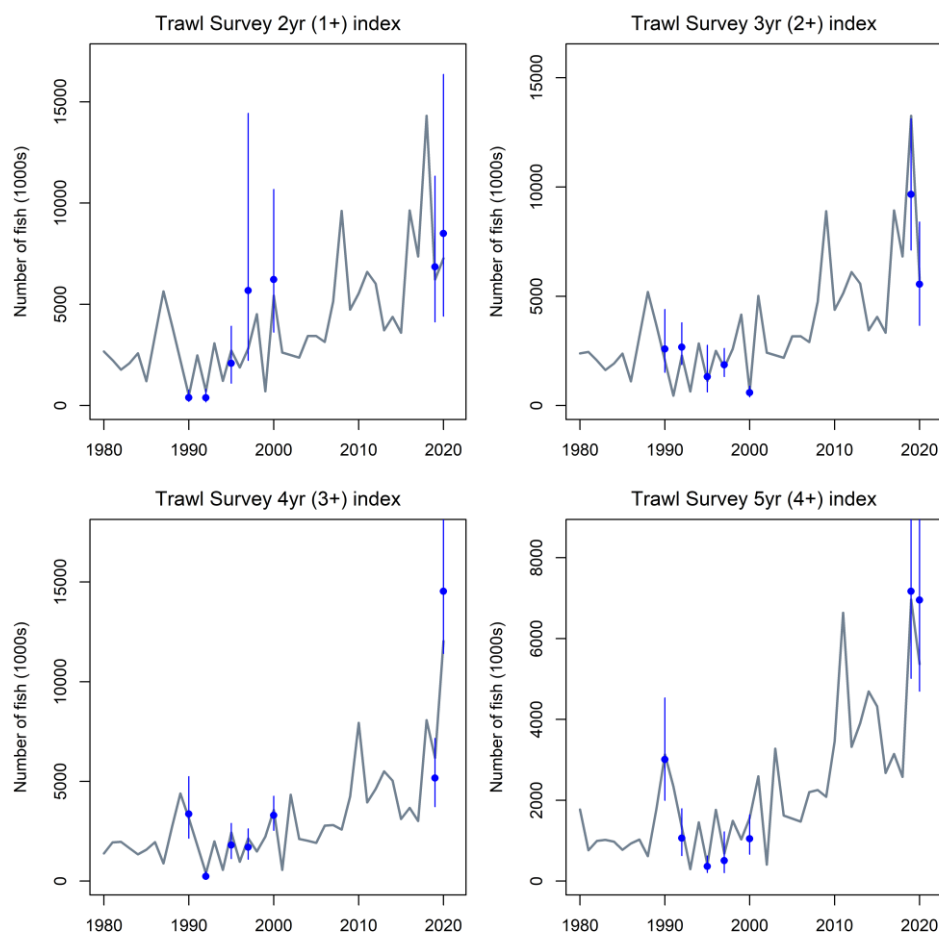 Trawl Survey 2yr (1+) index
Number of fish (1000s)
0
5000
10000
15000
1980 1990 2000 2010 2020
Trawl Survey 3yr (2+) index
Number of fish (1000s)
0
5000
10000
15000
1980 1990 2000 2010 2020
Trawl Survey 4yr (3+) index
Number of fish (1000s)
0
5000
10000
15000
1980 1990 2000 2010 2020
Trawl Survey 5yr (4+) index
Number of fish (1000s)
0
2000
4000
6000
8000
1980 1990 2000 2010 2020